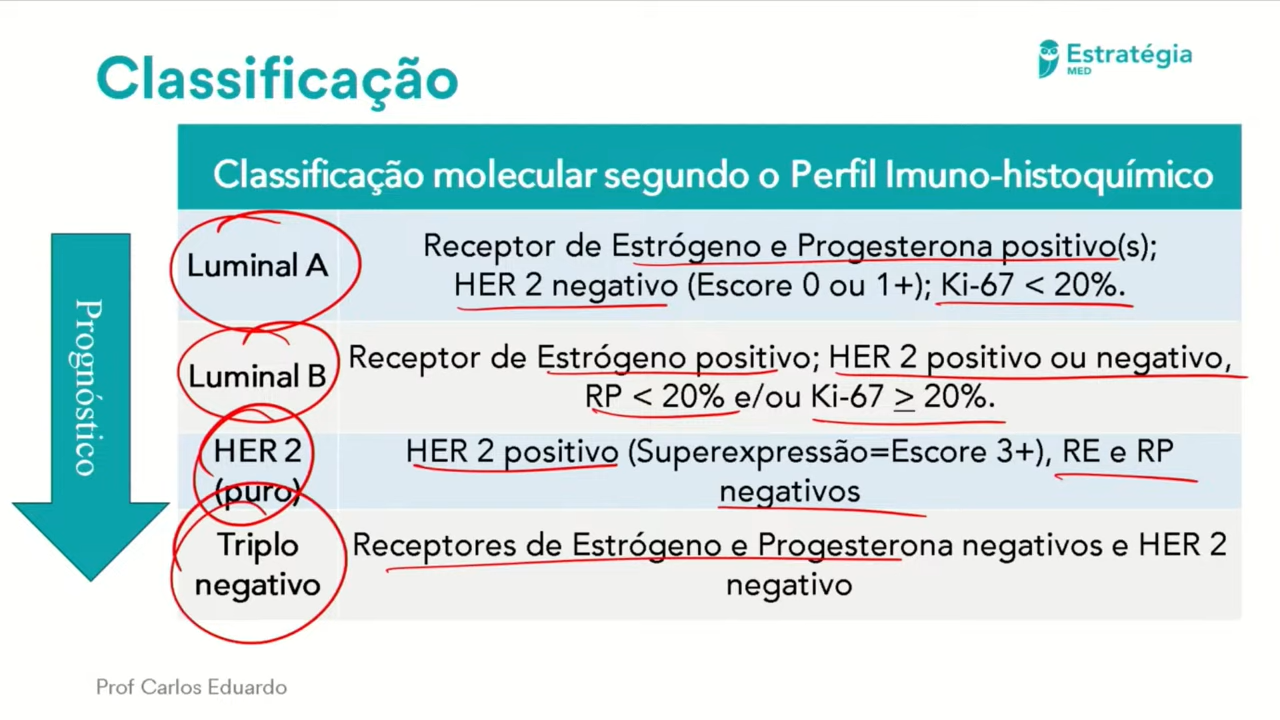 Classificação
Estratégia
MED
Classificação molecular segundo o Perfil Imuno-histoquímico
Prognóstico
Luminal A
Receptor de Estrógeno e Progesterona positivo(s);
HER 2 negativo (Escore 0 ou 1+); Ki-67 < 20%.
Luminal B
Receptor de Estrógeno positivo; HER 2 positivo ou negativo,
RP < 20% e/ou Ki-67 ≥ 20%.
HER 2
(puro)
HER 2 positivo (Superexpressão=Escore 3+), RE e RP
negativos
Triplo
negativo
Receptores de Estrógeno e Progesterona negativos e HER 2
negativo
Prof Carlos Eduardo